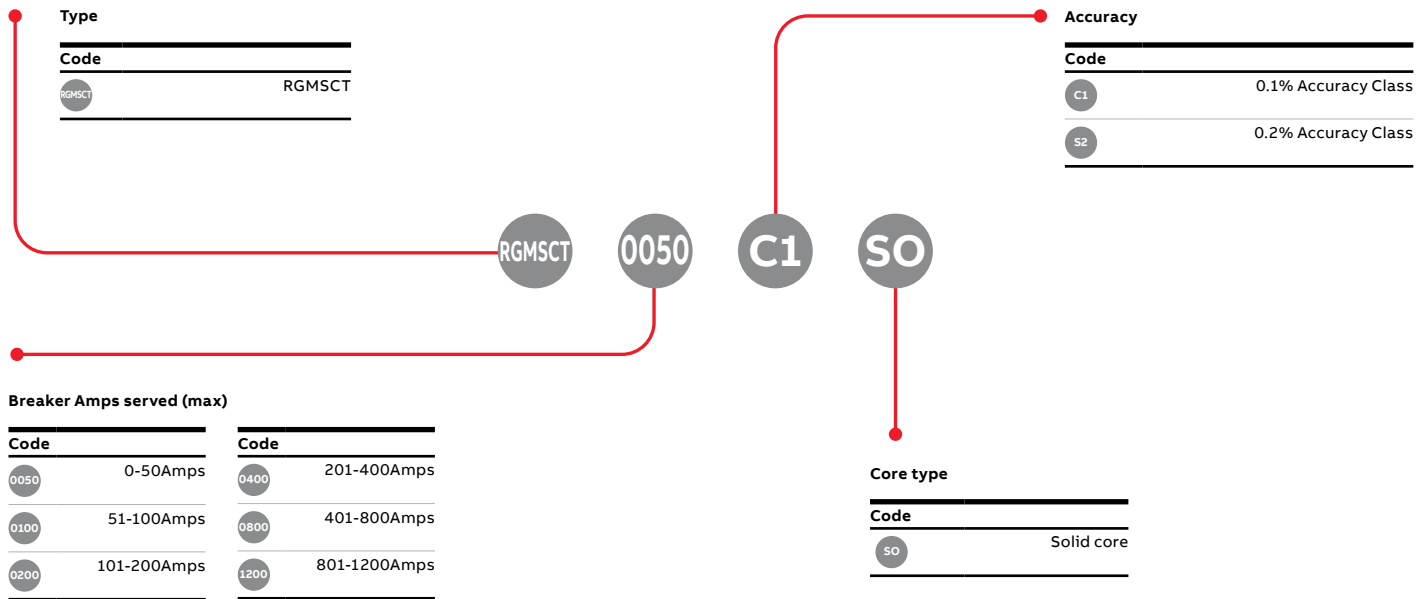 Type
Code
RGMSCT RGMSCT
Accuracy
Code
C1 0.1% Accuracy Class
S2 0.2% Accuracy Class
RGMSCT 0050 C1 SO
Breaker Amps served (max)
Code
0050 0-50Amps
0100 51-100Amps
0200 101-200Amps
Code
0400 201-400Amps
0800 401-800Amps
1200 801-1200Amps
Core type
Code
SO Solid core